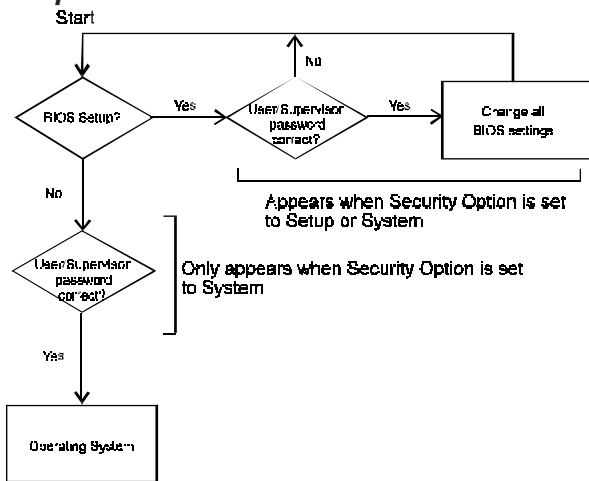 Start
No
BIOS Setup?
Yes
User/Supervisor
password
correct?
Yes
Change all
BIOS settings
No
Appears when Security Option is set
to Setup or System
User/Supervisor
password
correct?
Only appears when Security Option is set
to System
Yes
Operating System